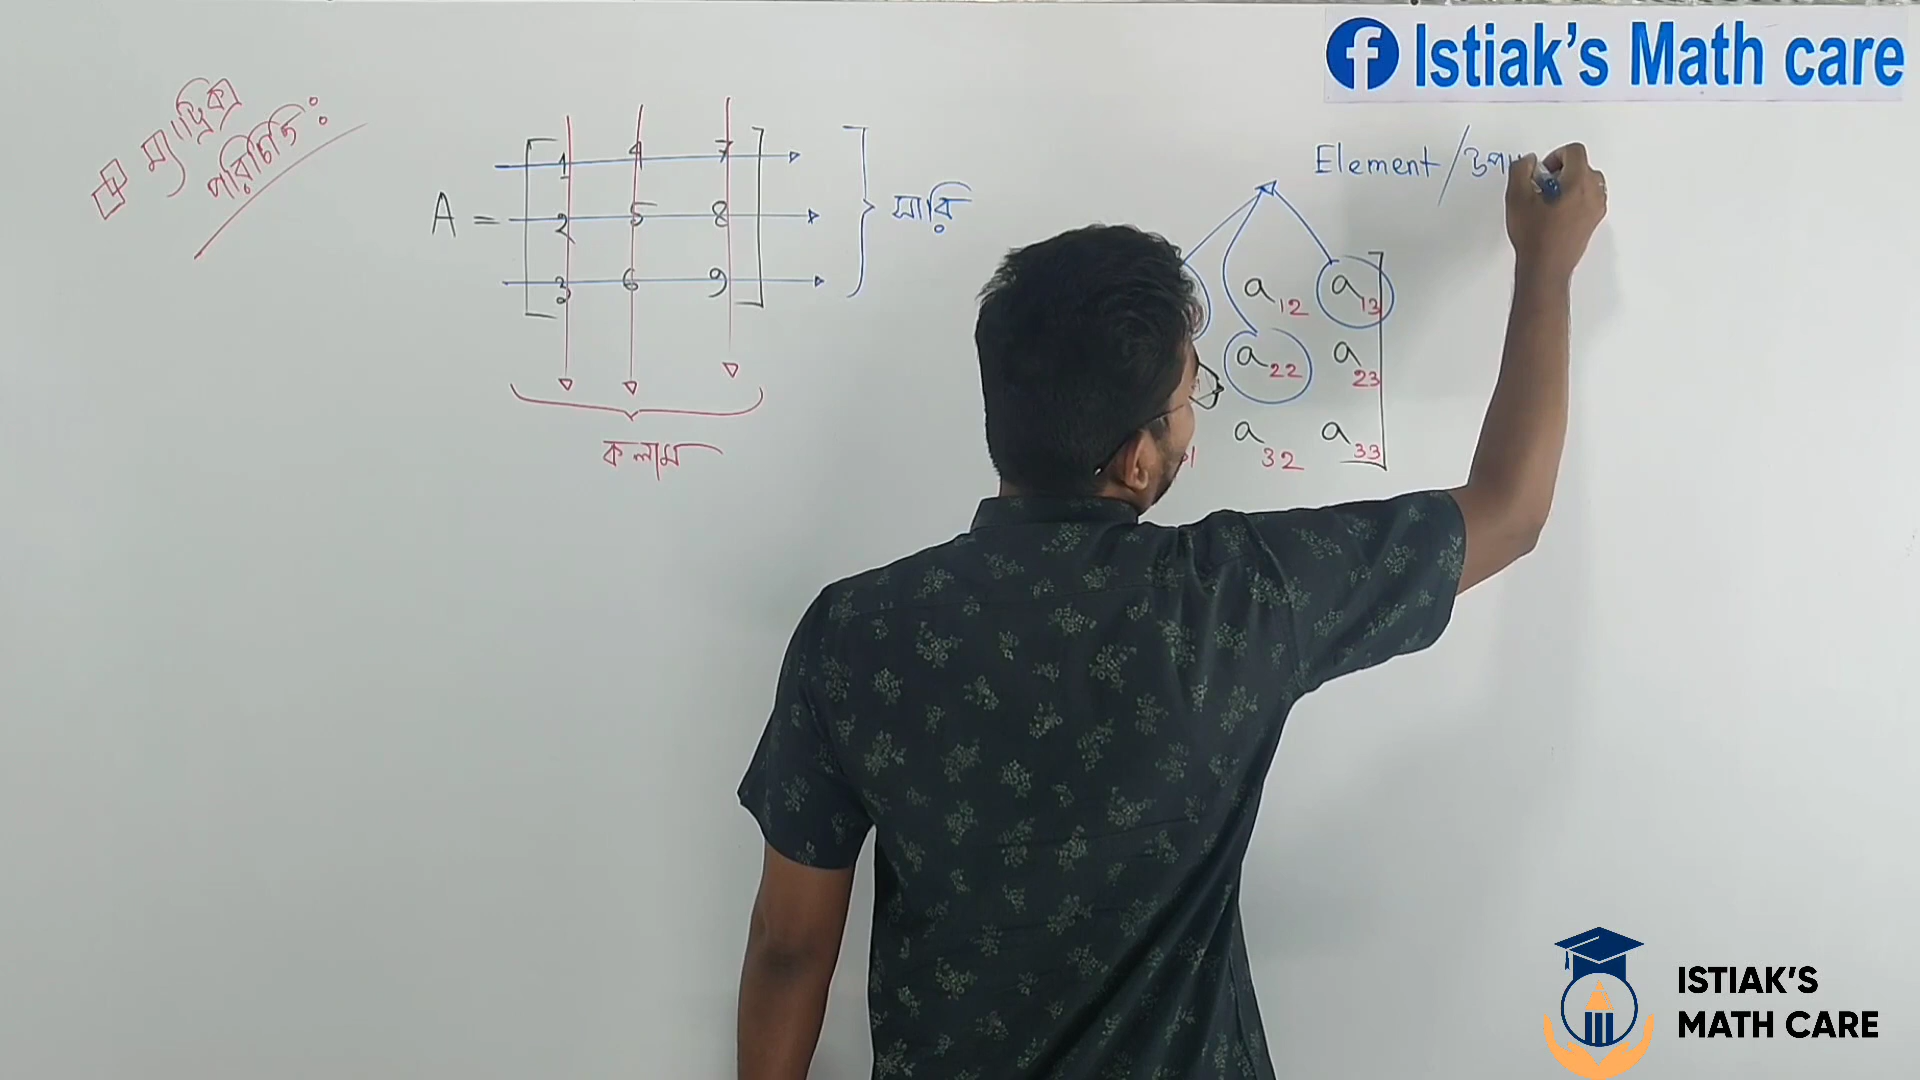 Istiak's Math care
ম্যাট্রিক্স
পরিচিতি :
A =
1 4 7
2 5 8
3 6 9
সারি
কলাম
Element /
a12 a13
a22 a23
a32 a33
ISTIAK'S
MATH CARE